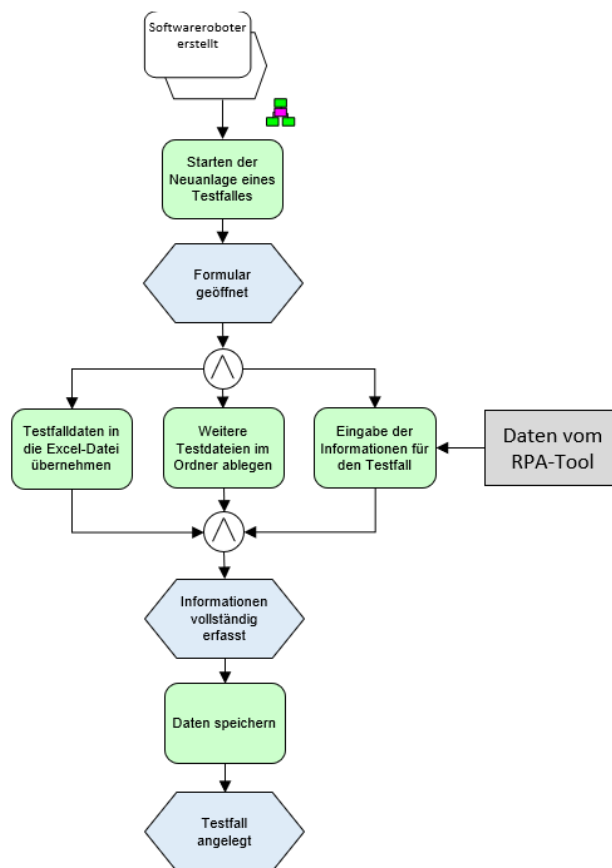 Softwareroboter
erstellt
Starten der
Neuanlage eines
Testfalles
Formular
geöffnet
Testfalldaten in
die Excel-Datei
übernehmen
Weitere
Testdateien im
Ordner ablegen
Eingabe der
Informationen für
den Testfall
Daten vom
RPA-Tool
Informationen
vollständig
erfasst
Daten speichern
Testfall
angelegt